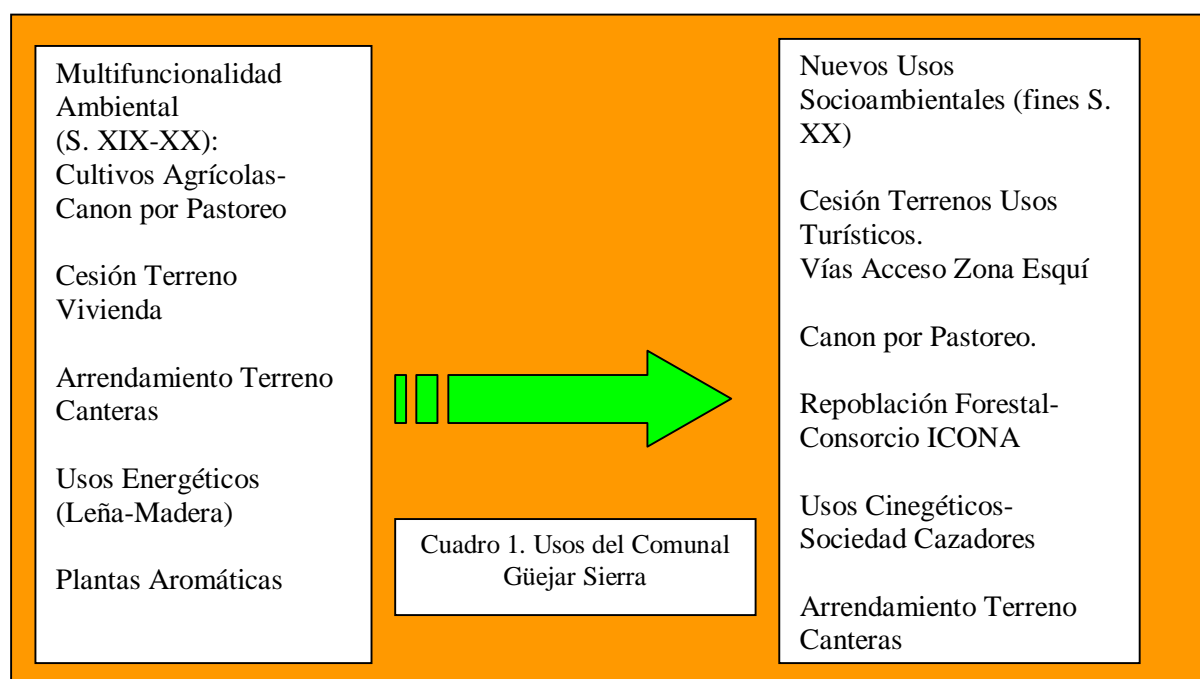 Multifuncionalidad
Ambiental
(S. XIX-XX):
Cultivos Agrícolas-
Canon por Pastoreo
Cesión Terreno
Vivienda
Arrendamiento Terreno
Canteras
Usos Energéticos
(Leña-Madera)
Plantas Aromáticas
Cuadro 1. Usos del Comunal
Güejar Sierra
Nuevos Usos
Socioambientales (fines S.
XX)
Cesión Terrenos Usos
Turísticos.
Vías Acceso Zona Esquí
Canon por Pastoreo.
Repoblación Forestal-
Consorcio ICONA
Usos Cinegéticos-
Sociedad Cazadores
Arrendamiento Terreno
Canteras